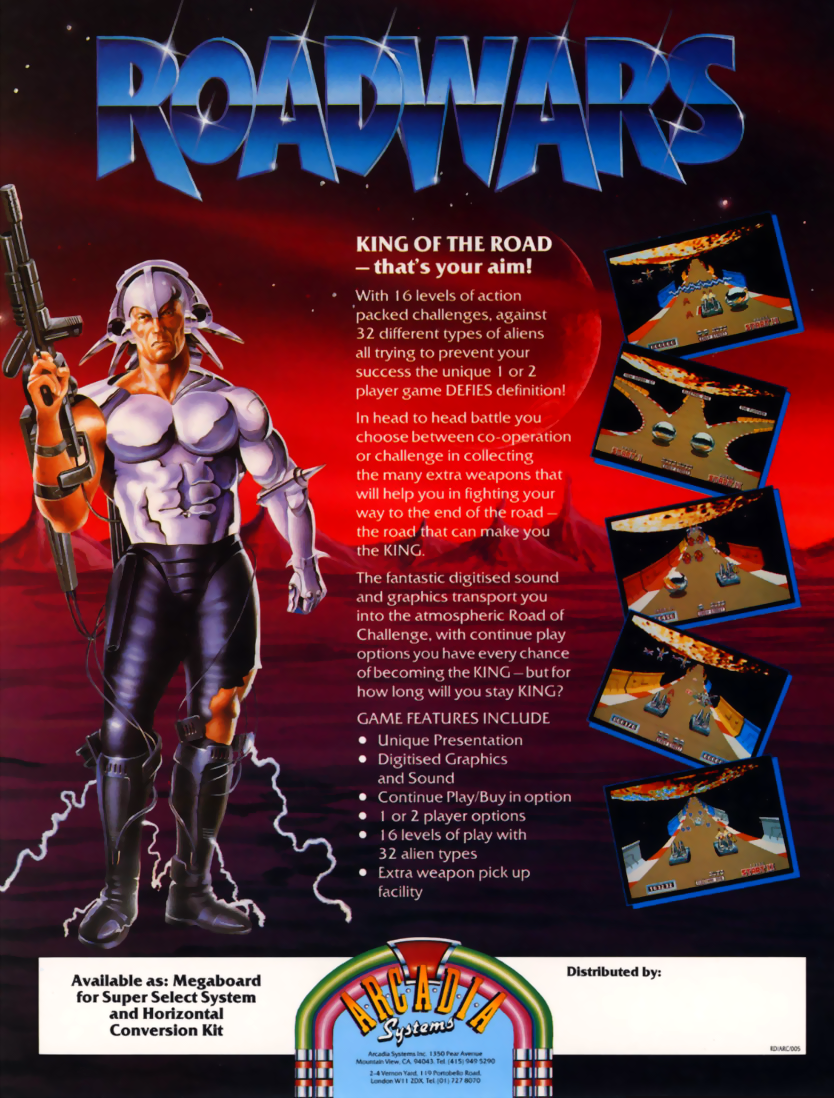 ROADWARS
KING OF THE ROAD
– that's your aim!
With 16 levels of action
packed challenges, against
32 different types of aliens
all trying to prevent your
success the unique 1 or 2
player game DEFIES definition!
In head to head battle you
choose between co-operation
or challenge in collecting
the many extra weapons that
will help you in fighting your
way to the end of the road –
the road that can make you
the KING.
The fantastic digitised sound
and graphics transport you
into the atmospheric Road of
Challenge, with continue play
options you have every chance
of becoming the KING – but for
how long will you stay KING?
GAME FEATURES INCLUDE
• Unique Presentation
• Digitised Graphics
and Sound
• Continue Play/Buy in option
• 1 or 2 player options
• 16 levels of play with
32 alien types
• Extra weapon pick up
facility
Available as: Megaboard
for Super Select System
and Horizontal
Conversion Kit
ARCADIA
Systems
Arcadia Systems Inc. 1350 Pear Avenue
Mountain View, CA. 94043. Tel. (415) 949 5290
2-4 Vernon Yard, 119 Portobello Road,
London W11 2DX. Tel. (01) 727 8070
Distributed by:
RD/ARC/005